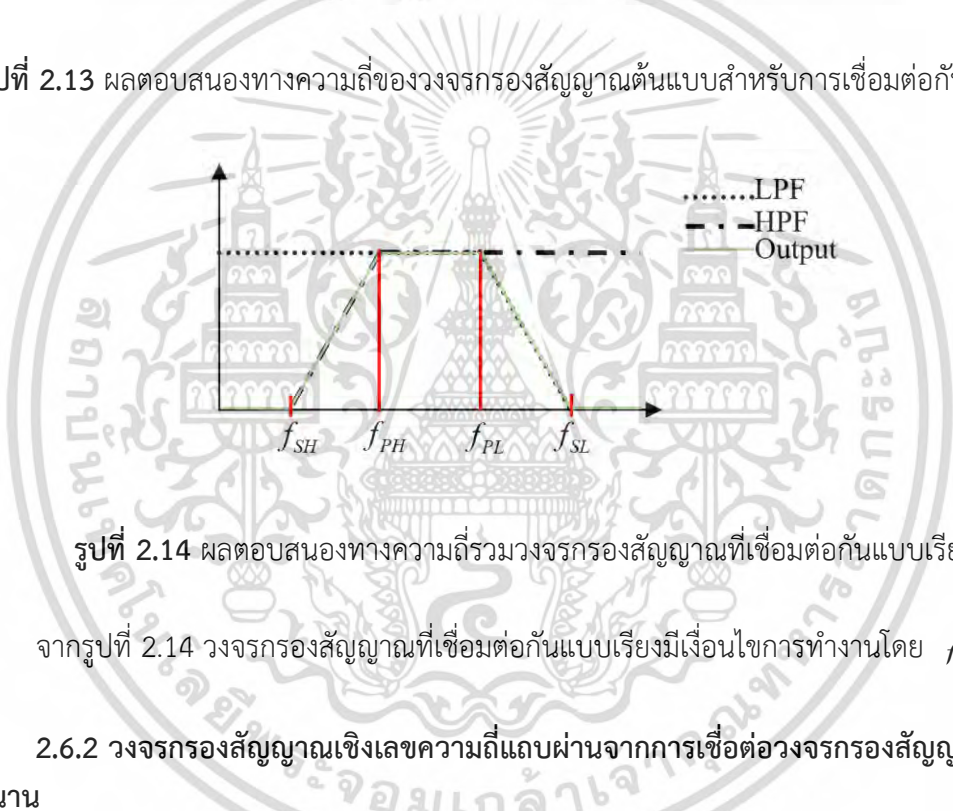 ปที่ 2.13 ผลตอบสนองทางความถี่ของวงจรกรองสัญญาณต้นแบบสำหรับการเชื่อมต่อกั
LPF
HPF
Output
f_SH f_PH f_PL f_SL
รูปที่ 2.14 ผลตอบสนองทางความถี่รวมวงจรกรองสัญญาณที่เชื่อมต่อกันแบบเรีย
จากรูปที่ 2.14 วงจรกรองสัญญาณที่เชื่อมต่อกันแบบเรียงมีเงื่อนไขการทำงานโดย
2.6.2 วงจรกรองสัญญาณเชิงเลขความถี่แถบผ่านจากการเชื่อต่อวงจรกรองสัญญ
นาน